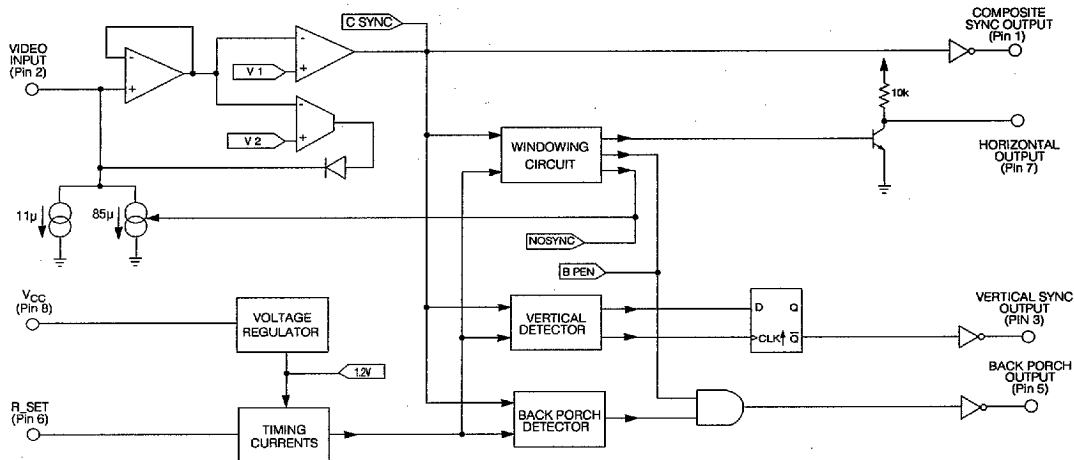 C SYNC
COMPOSITE
SYNC OUTPUT
(Pin 1)
VIDEO
INPUT
(Pin 2)
-
+
-
+
V 1
-
+
V 2
10k
WINDOWING
CIRCUIT
HORIZONTAL
OUTPUT
(Pin 7)
11μ
85μ
NOSYNC
B PEN
VCC
(Pin 8)
VOLTAGE
REGULATOR
VERTICAL
DETECTOR
D Q
CLK Q
VERTICAL SYNC
OUTPUT
(PIN 3)
1.2V
BACK PORCH
OUTPUT
(Pin 5)
R_SET
(Pin 6)
TIMING
CURRENTS
BACK PORCH
DETECTOR